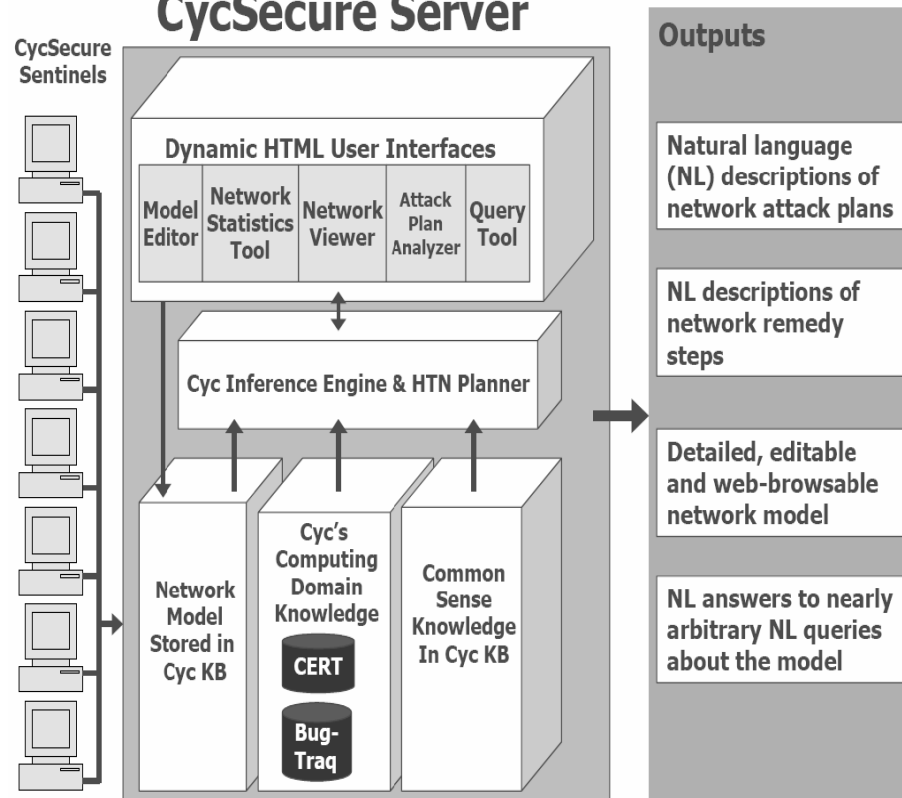 CycSecure Server
CycSecure
Sentinels
Dynamic HTML User Interfaces
Model
Editor
Network
Statistics
Tool
Network
Viewer
Attack
Plan
Analyzer
Query
Tool
Cyc Inference Engine & HTN Planner
Network
Model
Stored in
Cyc KB
Cyc's
Computing
Domain
Knowledge
CERT
Bug-
Traq
Common
Sense
Knowledge
In Cyc KB
Outputs
Natural language
(NL) descriptions of
network attack plans
NL descriptions of
network remedy
steps
Detailed, editable
and web-browsable
network model
NL answers to nearly
arbitrary NL queries
about the model